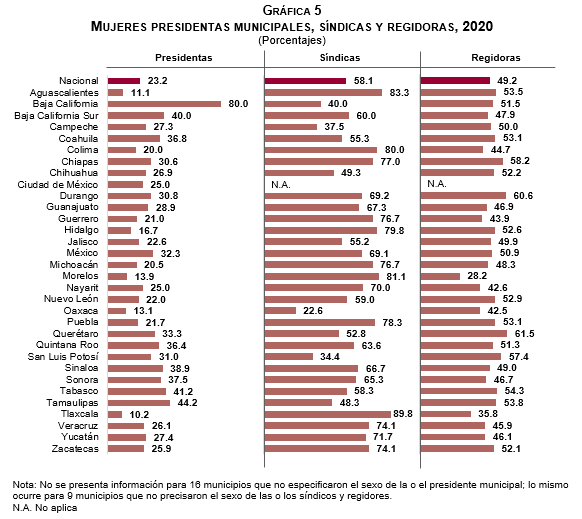 GRÁFICA 5
MUJERES PRESIDENTAS MUNICIPALES, SÍNDICAS Y REGIDORAS, 2020
(Porcentajes)
Presidentas Síndicas Regidoras
Nacional 23.2 58.1 49.2
Aguascalientes 11.1 83.3 53.5
Baja California 80.0 40.0 51.5
Baja California Sur 40.0 60.0 47.9
Campeche 27.3 37.5 50.0
Coahuila 36.8 55.3 53.1
Colima 20.0 80.0 44.7
Chiapas 30.6 77.0 58.2
Chihuahua 26.9 49.3 52.2
Ciudad de México 25.0 N.A. N.A.
Durango 30.8 69.2 60.6
Guanajuato 28.9 67.3 46.9
Guerrero 21.0 76.7 43.9
Hidalgo 16.7 79.8 52.6
Jalisco 22.6 55.2 49.9
México 32.3 69.1 50.9
Michoacán 20.5 76.7 48.3
Morelos 13.9 81.1 28.2
Nayarit 25.0 70.0 42.6
Nuevo León 22.0 59.0 52.9
Oaxaca 13.1 22.6 42.5
Puebla 21.7 78.3 53.1
Querétaro 33.3 52.8 61.5
Quintana Roo 36.4 63.6 51.3
San Luis Potosí 31.0 34.4 57.4
Sinaloa 38.9 66.7 49.0
Sonora 37.5 65.3 46.7
Tabasco 41.2 58.3 54.3
Tamaulipas 44.2 48.3 53.8
Tlaxcala 10.2 89.8 35.8
Veracruz 26.1 74.1 45.9
Yucatán 27.4 71.7 46.1
Zacatecas 25.9 74.1 52.1
Nota: No se presenta información para 16 municipios que no especificaron el sexo de la o el presidente municipal; lo mismo
ocurre para 9 municipios que no precisaron el sexo de las o los síndicos y regidores.
N.A. No aplica